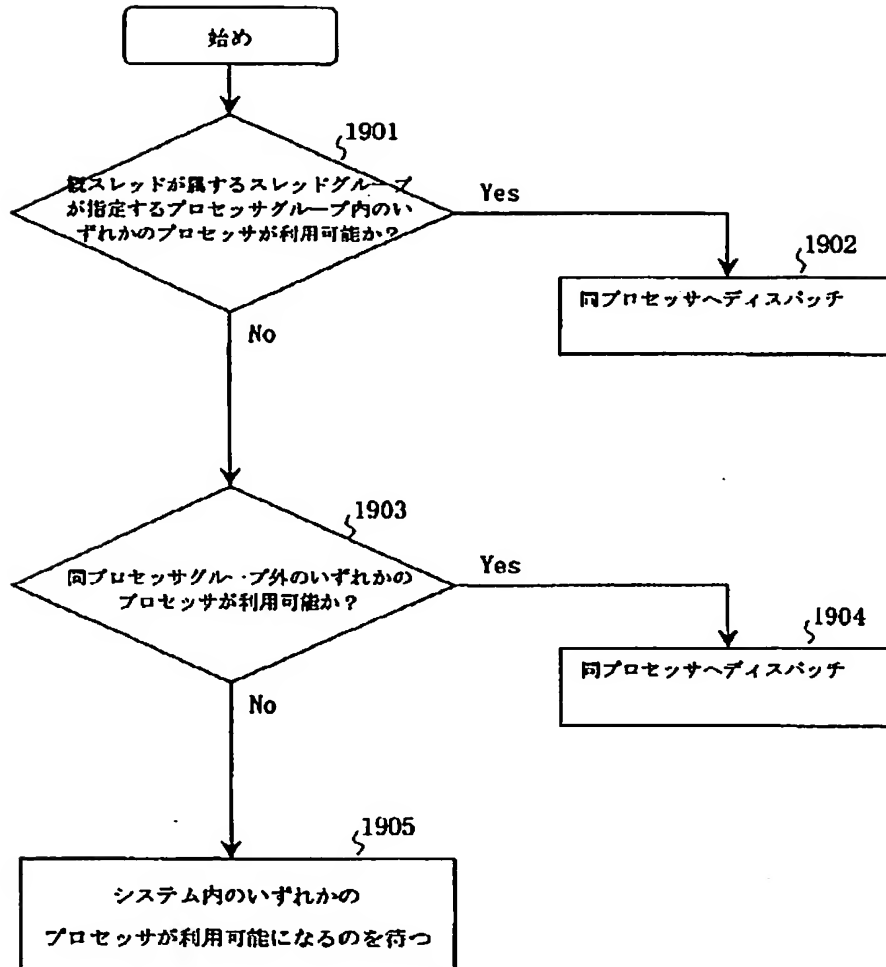 始め
1901
該スレッドが属するスレッドグループ
が指定するプロセッサグループ内のい
ずれかのプロセッサが利用可能か?
Yes
1902
同プロセッサへディスパッチ
No
1903
同プロセッサグループ外のいずれかの
プロセッサが利用可能か?
Yes
1904
同プロセッサへディスパッチ
No
1905
システム内のいずれかの
プロセッサが利用可能になるのを待つ